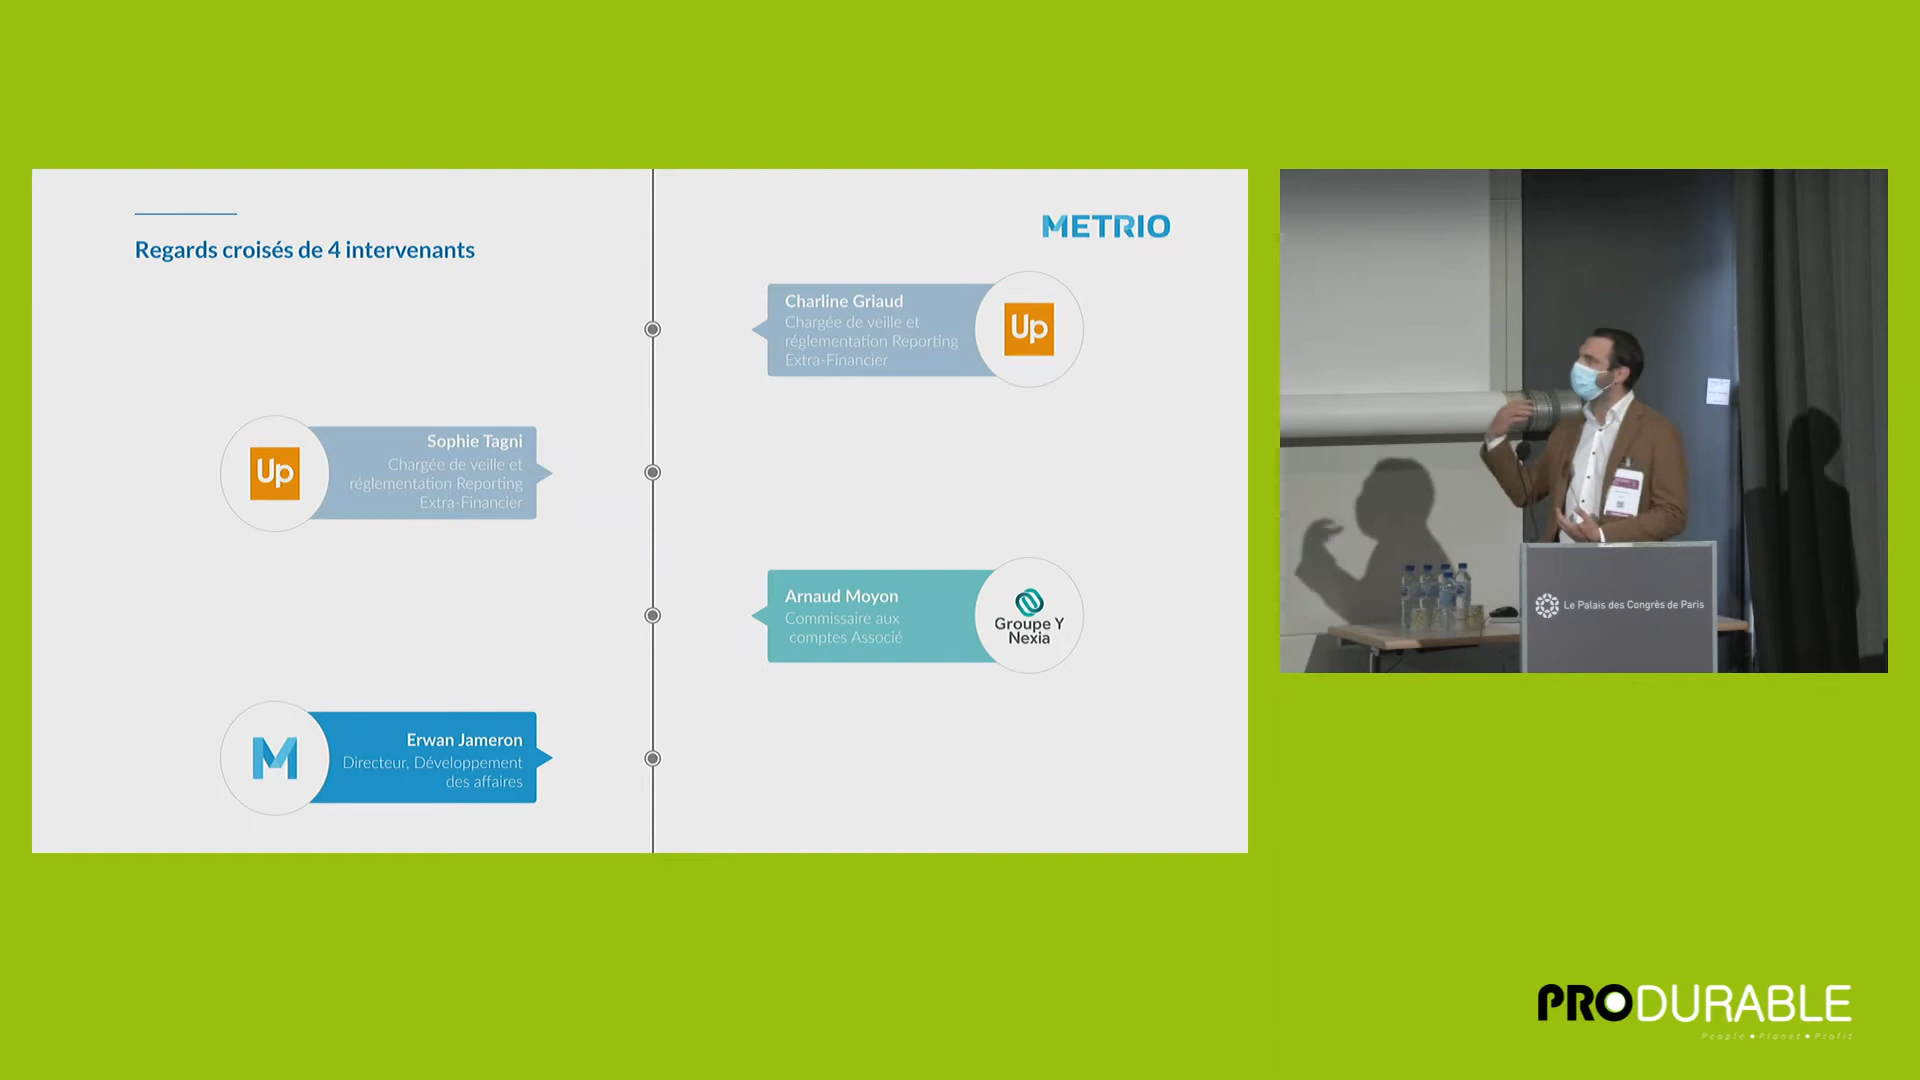 Regards croisés de 4 intervenants
METRIO
Charline Griaud
Chargée de veille et
réglementation Reporting
Extra-Financier
Up
Up
Sophie Tagni
Chargée de veille et
réglementation Reporting
Extra-Financier
Arnaud Moyon
Commissaire aux
comptes Associé
Groupe Y
Nexia
M
Erwan Jameron
Directeur, Développement
des affaires
Le Palais des Congrès de Paris
PRODURABLE
People • Planet • Profit